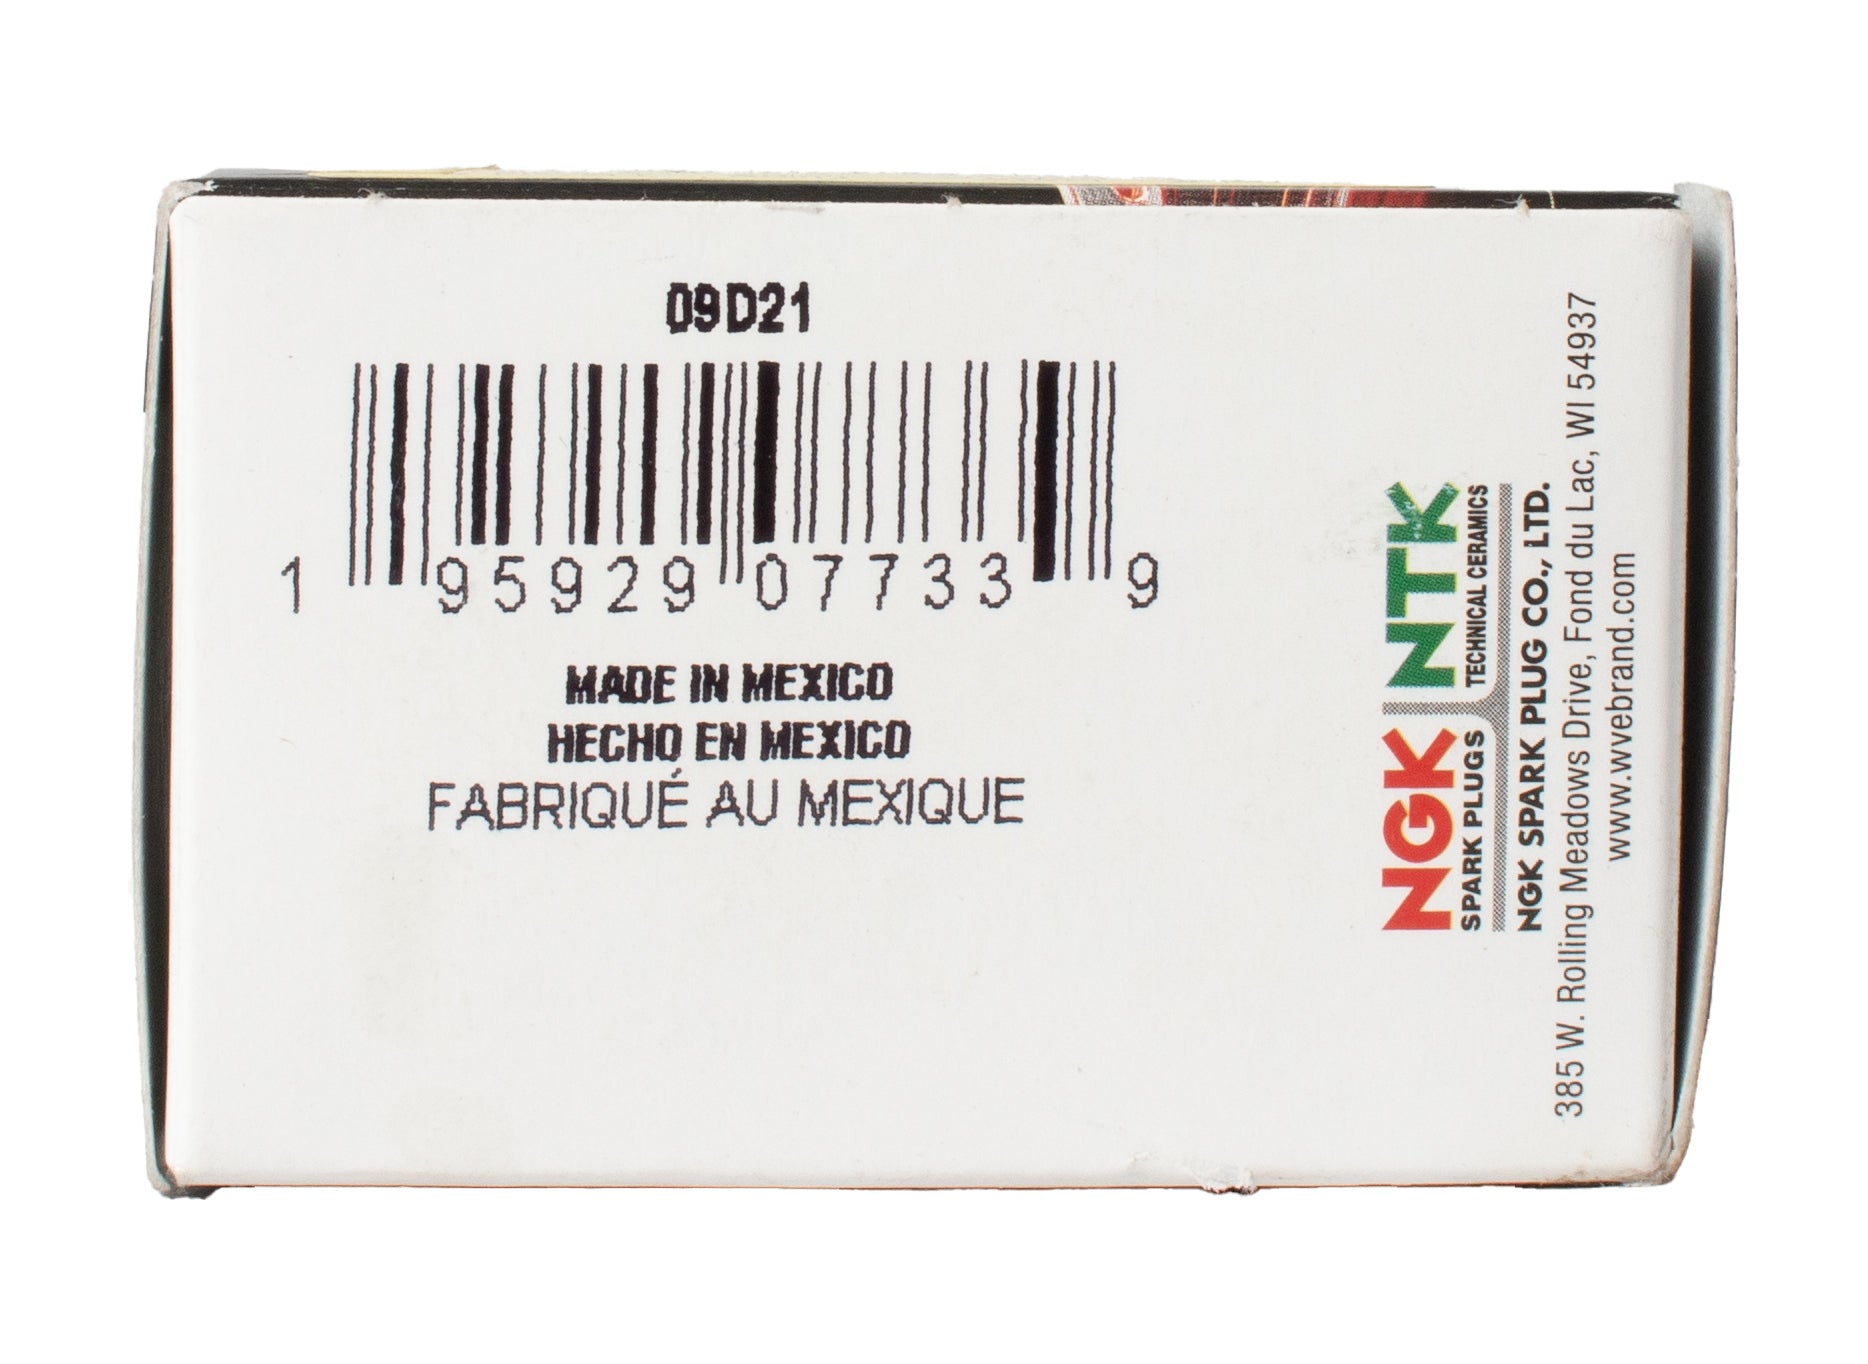 09D21
1 95929 07733 9
MADE IN MEXICO
HECHO EN MEXICO
FABRIQUÉ AU MEXIQUE
NGK NTK
SPARK PLUGS TECHNICAL CERAMICS
NGK SPARK PLUG CO., LTD.
385 W. Rolling Meadows Drive, Fond du Lac, WI 54937
www.wvebrand.com